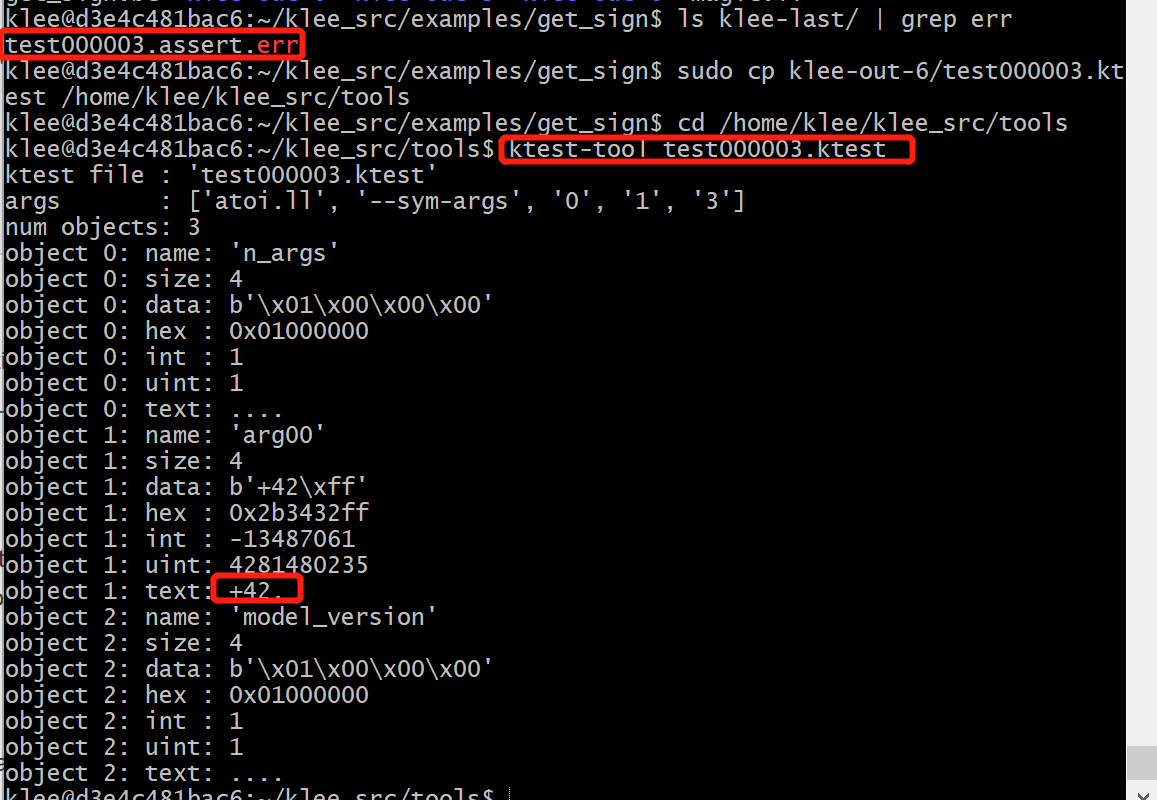 klee@d3e4c481bac6:~/klee_src/examples/get_sign$ ls klee-last/ | grep err
test000003.assert.err
klee@d3e4c481bac6:~/klee_src/examples/get_sign$ sudo cp klee-out-6/test000003.kt
est /home/klee/klee_src/tools
klee@d3e4c481bac6:~/klee_src/examples/get_sign$ cd /home/klee/klee_src/tools
klee@d3e4c481bac6:~/klee_src/tools$ ktest-tool test000003.ktest
ktest file : 'test000003.ktest'
args       : ['atoi.ll', '--sym-args', '0', '1', '3']
num objects: 3
object 0: name: 'n_args'
object 0: size: 4
object 0: data: b'\x01\x00\x00\x00'
object 0: hex : 0x01000000
object 0: int : 1
object 0: uint: 1
object 0: text: ....
object 1: name: 'arg00'
object 1: size: 4
object 1: data: b'+42\xff'
object 1: hex : 0x2b3432ff
object 1: int : -13487061
object 1: uint: 4281480235
object 1: text: +42.
object 2: name: 'model_version'
object 2: size: 4
object 2: data: b'\x01\x00\x00\x00'
object 2: hex : 0x01000000
object 2: int : 1
object 2: uint: 1
object 2: text: ....
klee@d3e4c481bac6:~/klee_src/tools$